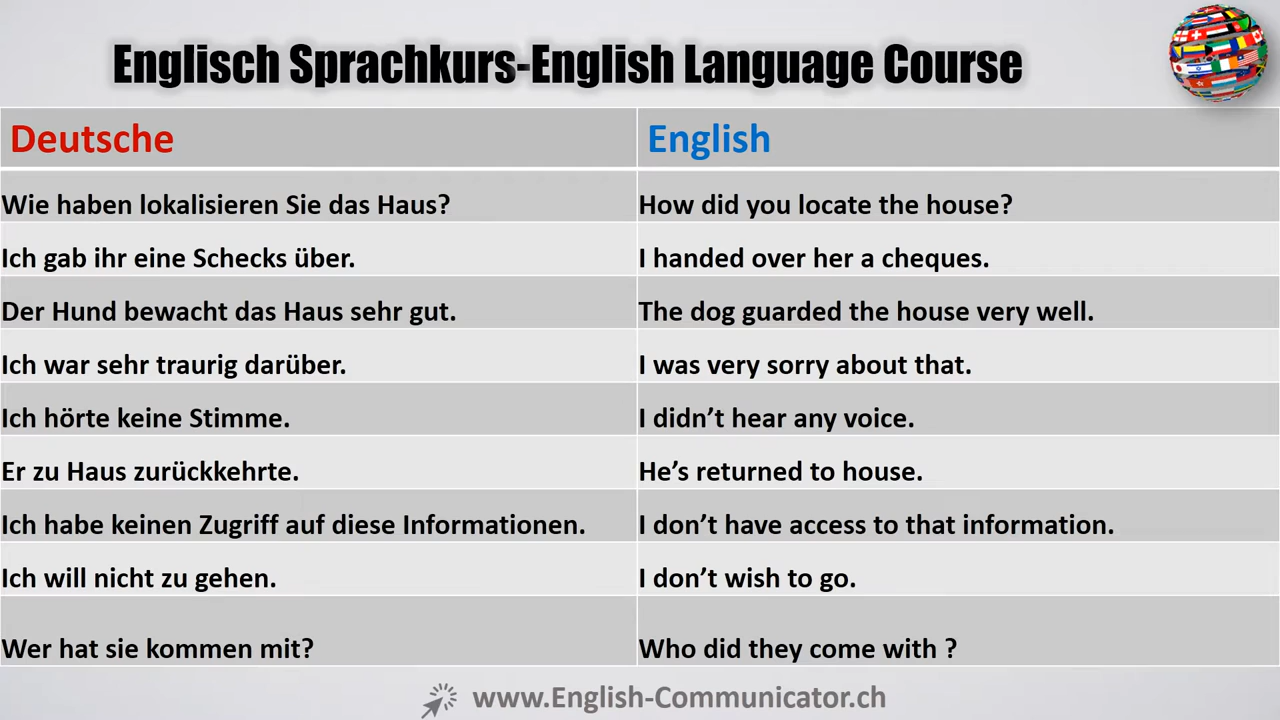 Englisch Sprachkurs-English Language Course
Deutsche English
Wie haben lokalisieren Sie das Haus? How did you locate the house?
Ich gab ihr eine Schecks über. I handed over her a cheques.
Der Hund bewacht das Haus sehr gut. The dog guarded the house very well.
Ich war sehr traurig darüber. I was very sorry about that.
Ich hörte keine Stimme. I didn’t hear any voice.
Er zu Haus zurückkehrte. He’s returned to house.
Ich habe keinen Zugriff auf diese Informationen. I don’t have access to that information.
Ich will nicht zu gehen. I don’t wish to go.
Wer hat sie kommen mit? Who did they come with ?
www.English-Communicator.ch